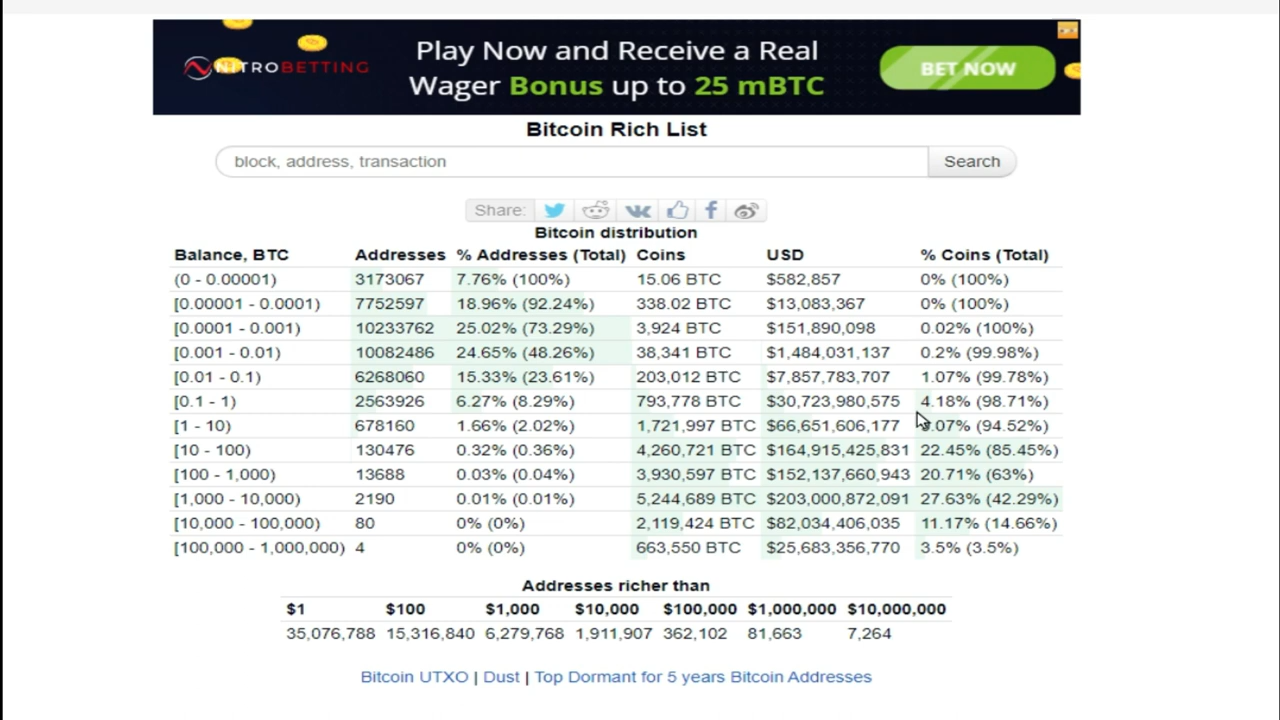 Play Now and Receive a Real
NITROBETTING
BET NOW
Wager Bonus up to 25 mBTC
Bitcoin Rich List
block, address, transaction Search
Share:
Bitcoin distribution
Balance, BTC Addresses % Addresses (Total) Coins USD % Coins (Total)
(0 - 0.00001) 3173067 7.76% (100%) 15.06 BTC $582,857 0% (100%)
[0.00001 - 0.0001) 7752597 18.96% (92.24%) 338.02 BTC $13,083,367 0% (100%)
[0.0001 - 0.001) 10233762 25.02% (73.29%) 3,924 BTC $151,890,098 0.02% (100%)
[0.001 - 0.01) 10082486 24.65% (48.26%) 38,341 BTC $1,484,031,137 0.2% (99.98%)
[0.01 - 0.1) 6268060 15.33% (23.61%) 203,012 BTC $7,857,783,707 1.07% (99.78%)
[0.1 - 1) 2563926 6.27% (8.29%) 793,778 BTC $30,723,980,575 4.18% (98.71%)
[1 - 10) 678160 1.66% (2.02%) 1,721,997 BTC $66,651,606,177 (94.52%)
[10 - 100) 130476 0.32% (0.36%) 4,260,721 BTC $164,915,425,831 22.45% (85.45%)
[100 - 1,000) 13688 0.03% (0.04%) 3,930,597 BTC $152,137,660,943 20.71% (63%)
[1,000 - 10,000) 2190 0.01% (0.01%) 5,244,689 BTC $203,000,872,091 27.63% (42.29%)
[10,000 - 100,000) 80 0% (0%) 2,119,424 BTC $82,034,406,035 11.17% (14.66%)
[100,000 - 1,000,000) 4 0% (0%) 663,550 BTC $25,683,356,770 3.5% (3.5%)
Addresses richer than
$1 $100 $1,000 $10,000 $100,000 $1,000,000 $10,000,000
35,076,788 15,316,840 6,279,768 1,911,907 362,102 81,663 7,264
Bitcoin UTXO | Dust | Top Dormant for 5 years Bitcoin Addresses